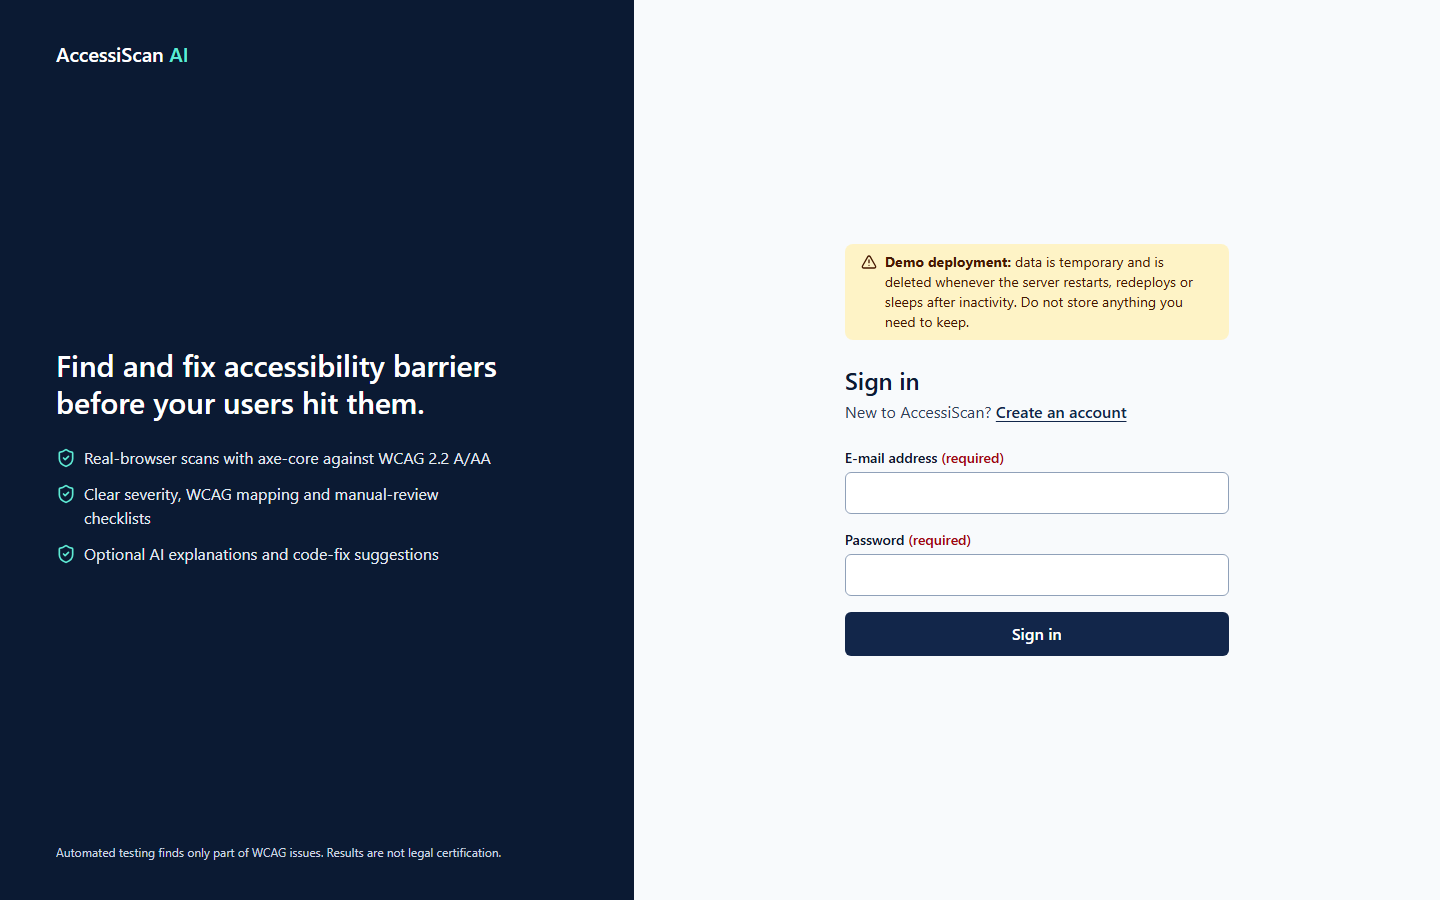 AccessiScan AI
Find and fix accessibility barriers
before your users hit them.
Real-browser scans with axe-core against WCAG 2.2 A/AA
Clear severity, WCAG mapping and manual-review
checklists
Optional AI explanations and code-fix suggestions
Automated testing finds only part of WCAG issues. Results are not legal certification.
Demo deployment: data is temporary and is
deleted whenever the server restarts, redeploys or
sleeps after inactivity. Do not store anything you
need to keep.
Sign in
New to AccessiScan? Create an account
E-mail address (required)
Password (required)
Sign in